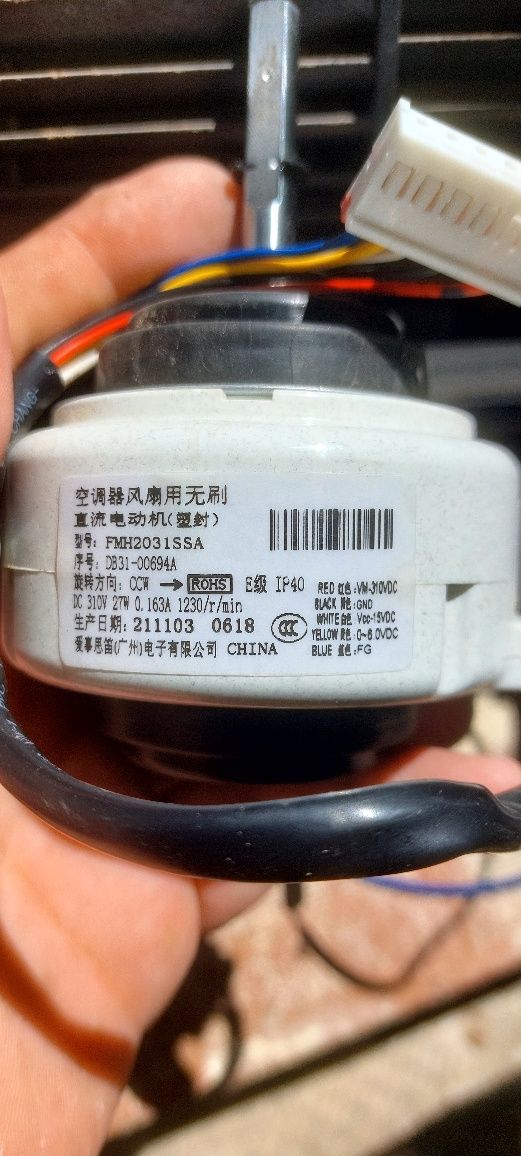 空调器风扇用无刷
直流电动机(塑封)
型号: FMH2031SSA
序号: DB31-00694A
旋转方向: CCW → ROHS E级 IP40
DC 310V 27W 0.163A 1230/r/min
生产日期: 211103 0618
爱事思笛(广州)电子有限公司 CHINA
RED 红色:VM-310VDC
BLACK 黑色:GND
WHITE 白色:Vcc-15VDC
YELLOW 黄色:0~6.0VDC
BLUE 蓝色:FG